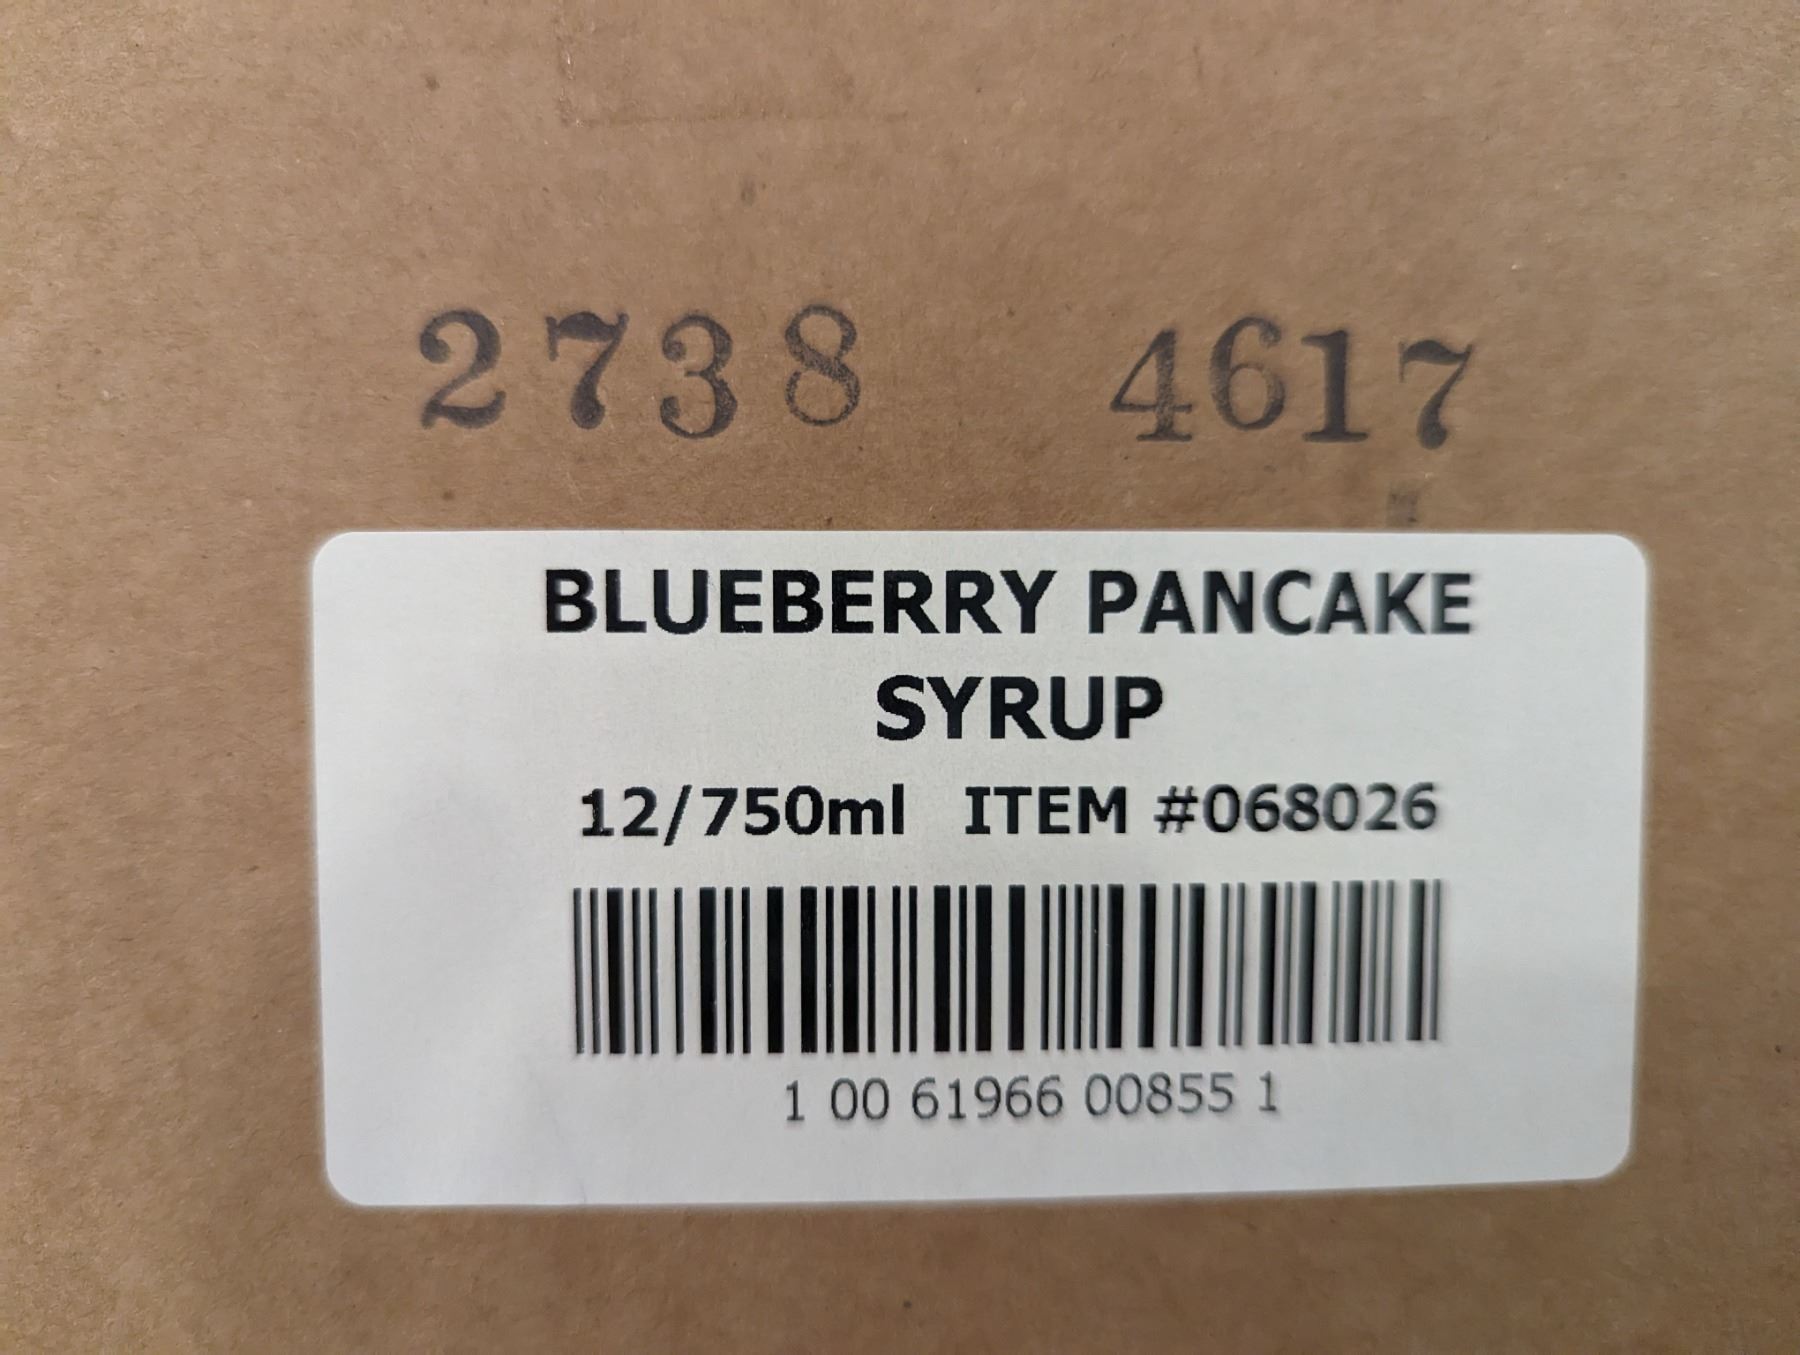 2738 4617
BLUEBERRY PANCAKE
SYRUP
12/750ml ITEM #068026
1 00 61966 00855 1